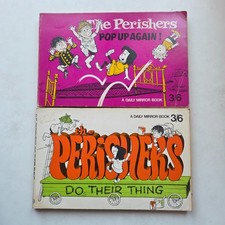 The Perishers
POP UP AGAIN!
A DAILY MIRROR BOOK 3/6
A DAILY MIRROR BOOK 3/6
the PERISHERS
DO THEIR THING